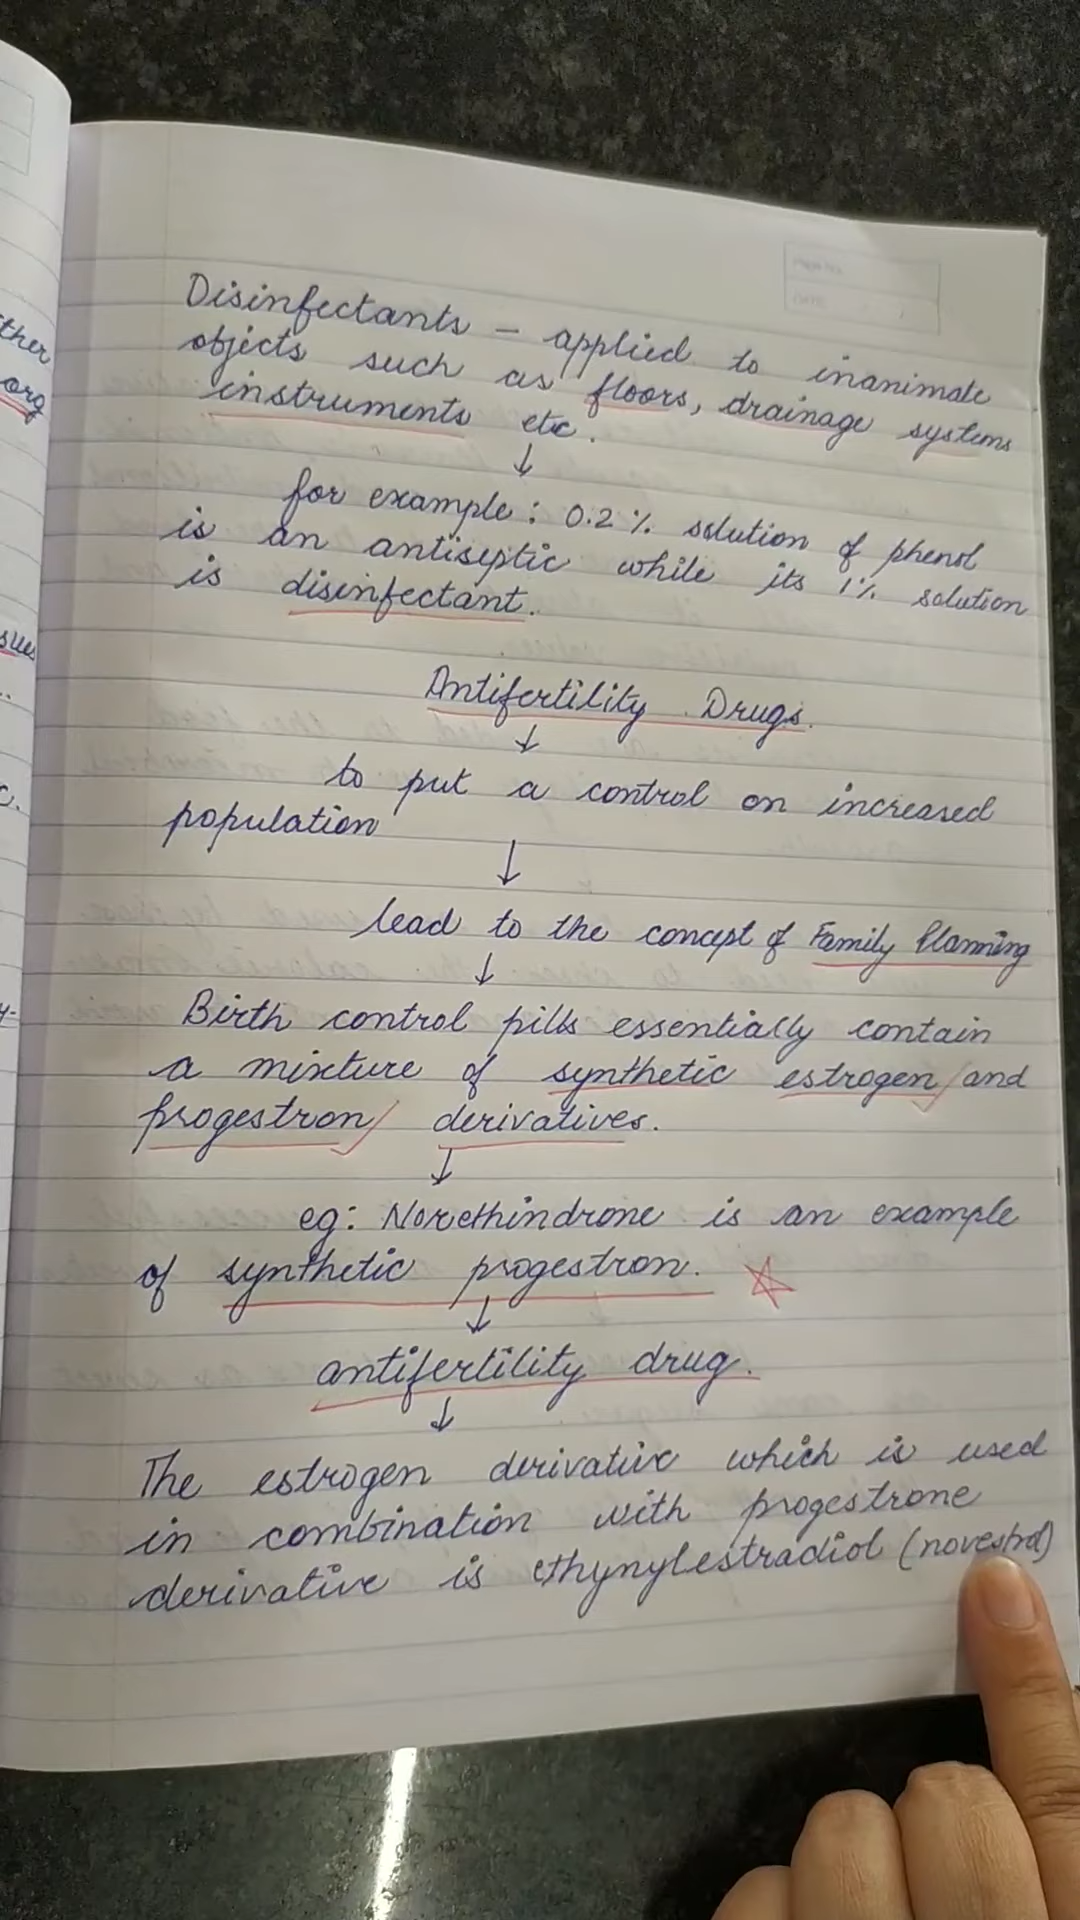 Disinfectants - applied to inanimate
objects such as floors, drainage systems
instruments etc.
↓
for example : 0.2% solution of phenol
is an antiseptic while its 1% solution
is disinfectant.
Antifertility Drugs.
↓
to put a control on increased
population
↓
lead to the concept of Family Planning
↓
Birth control pills essentially contain
a mixture of synthetic estrogen and
progestron derivatives.
↓
eg: Norethindrone is an example
of synthetic progestron.
↓
antifertility drug.
↓
The estrogen derivative which is used
in combination with progestrone
derivative is ethynylestradiol (novestrol)
ther
org